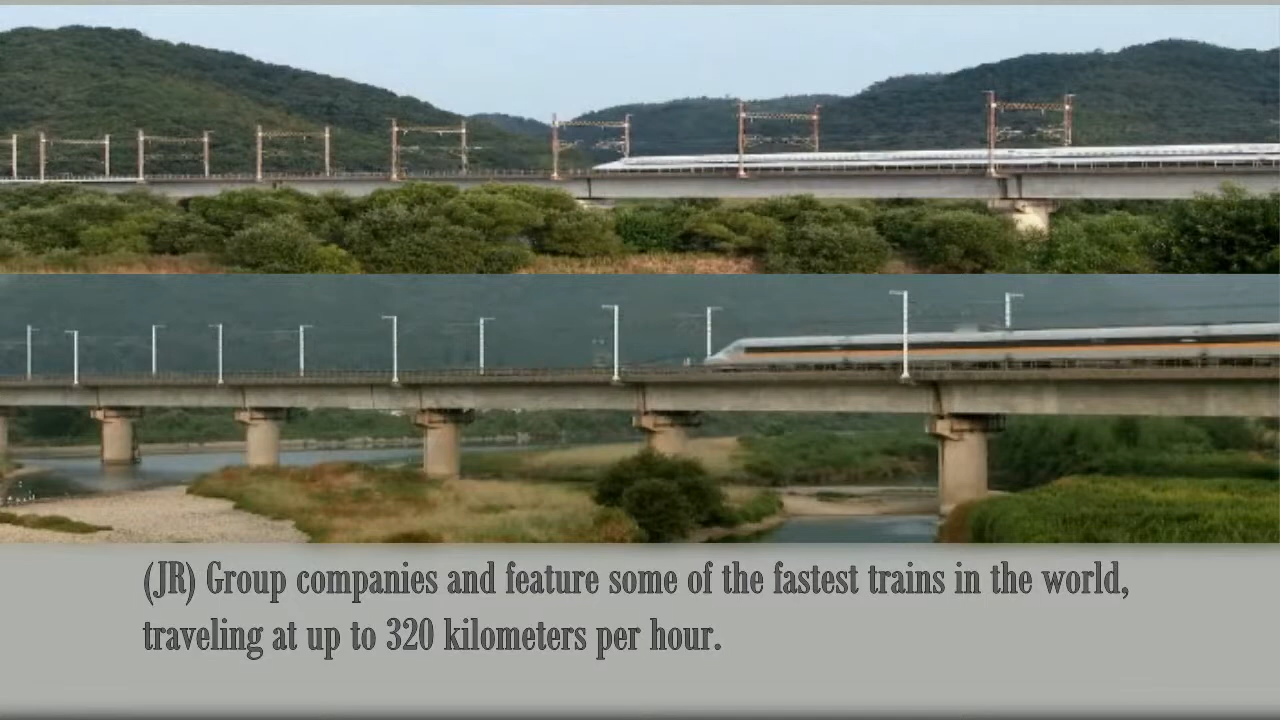 (JR) Group companies and feature some of the fastest trains in the world,
traveling at up to 320 kilometers per hour.